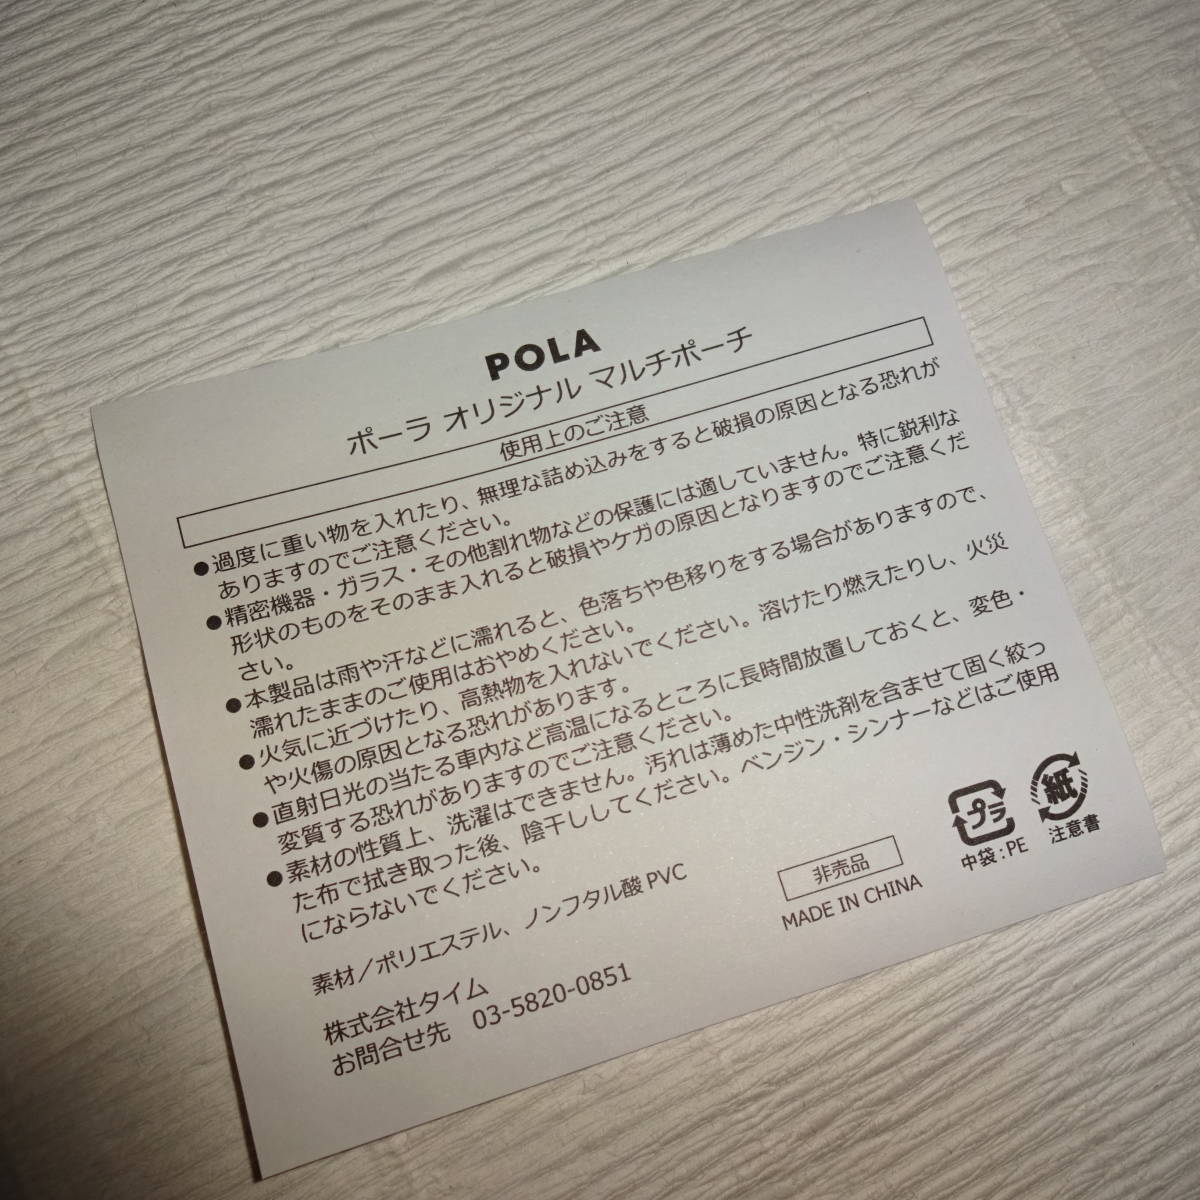 POLA
ポーラ オリジナル マルチポーチ
使用上のご注意
●過度に重い物を入れたり、無理な詰め込みをすると破損の原因となる恐れが
ありますのでご注意ください。
●精密機器・ガラス・その他割れ物などの保護には適していません。特に鋭利な
形状のものをそのまま入れると破損やケガの原因となりますのでご注意くだ
さい。
●本製品は雨や汗などに濡れると、色落ちや色移りをする場合がありますので、
濡れたままのご使用はおやめください。
●火気に近づけたり、高熱物を入れないでください。溶けたり燃えたりし、火災
や火傷の原因となる恐れがあります。
●直射日光の当たる車内など高温になるところに長時間放置しておくと、変色・
変質する恐れがありますのでご注意ください。
●素材の性質上、洗濯はできません。汚れは薄めた中性洗剤を含ませて固く絞っ
た布で拭き取った後、陰干ししてください。ベンジン・シンナーなどはご使用
にならないでください。
素材／ポリエステル、ノンフタル酸PVC
株式会社タイム
お問合せ先 03-5820-0851
非売品
MADE IN CHINA
プラ
中袋:PE
紙
注意書